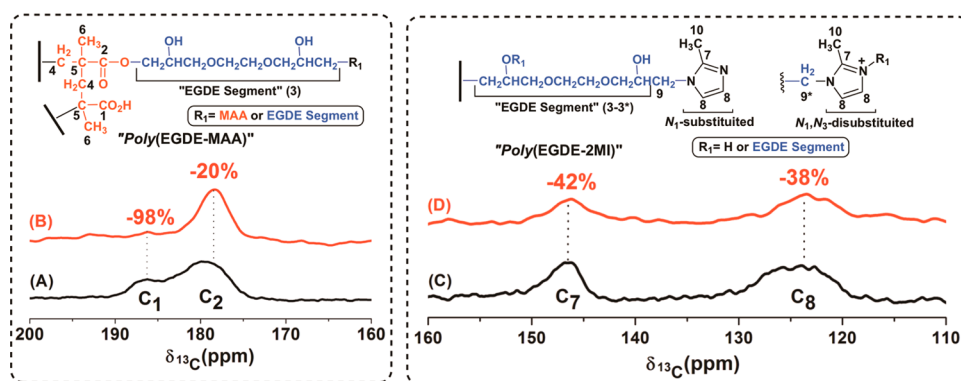 6
CH₃
2
O
OH
OH
H₂
C
4
5
4
O
CH₂CHCH₂OCH₂CH₂OCH₂CHCH₂
R₁
"EGDE Segment" (3)
1
CO₂H
5
6
CH₃
R₁= MAA or EGDE Segment
"Poly(EGDE-MAA)"
-20%
-98%
(B)
(A)
C₁
C₂
200 190 180 170 160
δ¹³C(ppm)
10
H₃C
7
N
OR₁
OH
CH₂CHCH₂OCH₂CH₂OCH₂CHCH₂
N
9
8
8
"EGDE Segment" (3-3*)
N₁-substituited
10
H₃C
7
R₁
H₂
C
N
N
+
9*
8
8
N₁,N₃-disubstituited
"Poly(EGDE-2MI)"
R₁= H or EGDE Segment
-42%
-38%
(D)
(C)
C₇
C₈
160 150 140 130 120 110
δ¹³C(ppm)